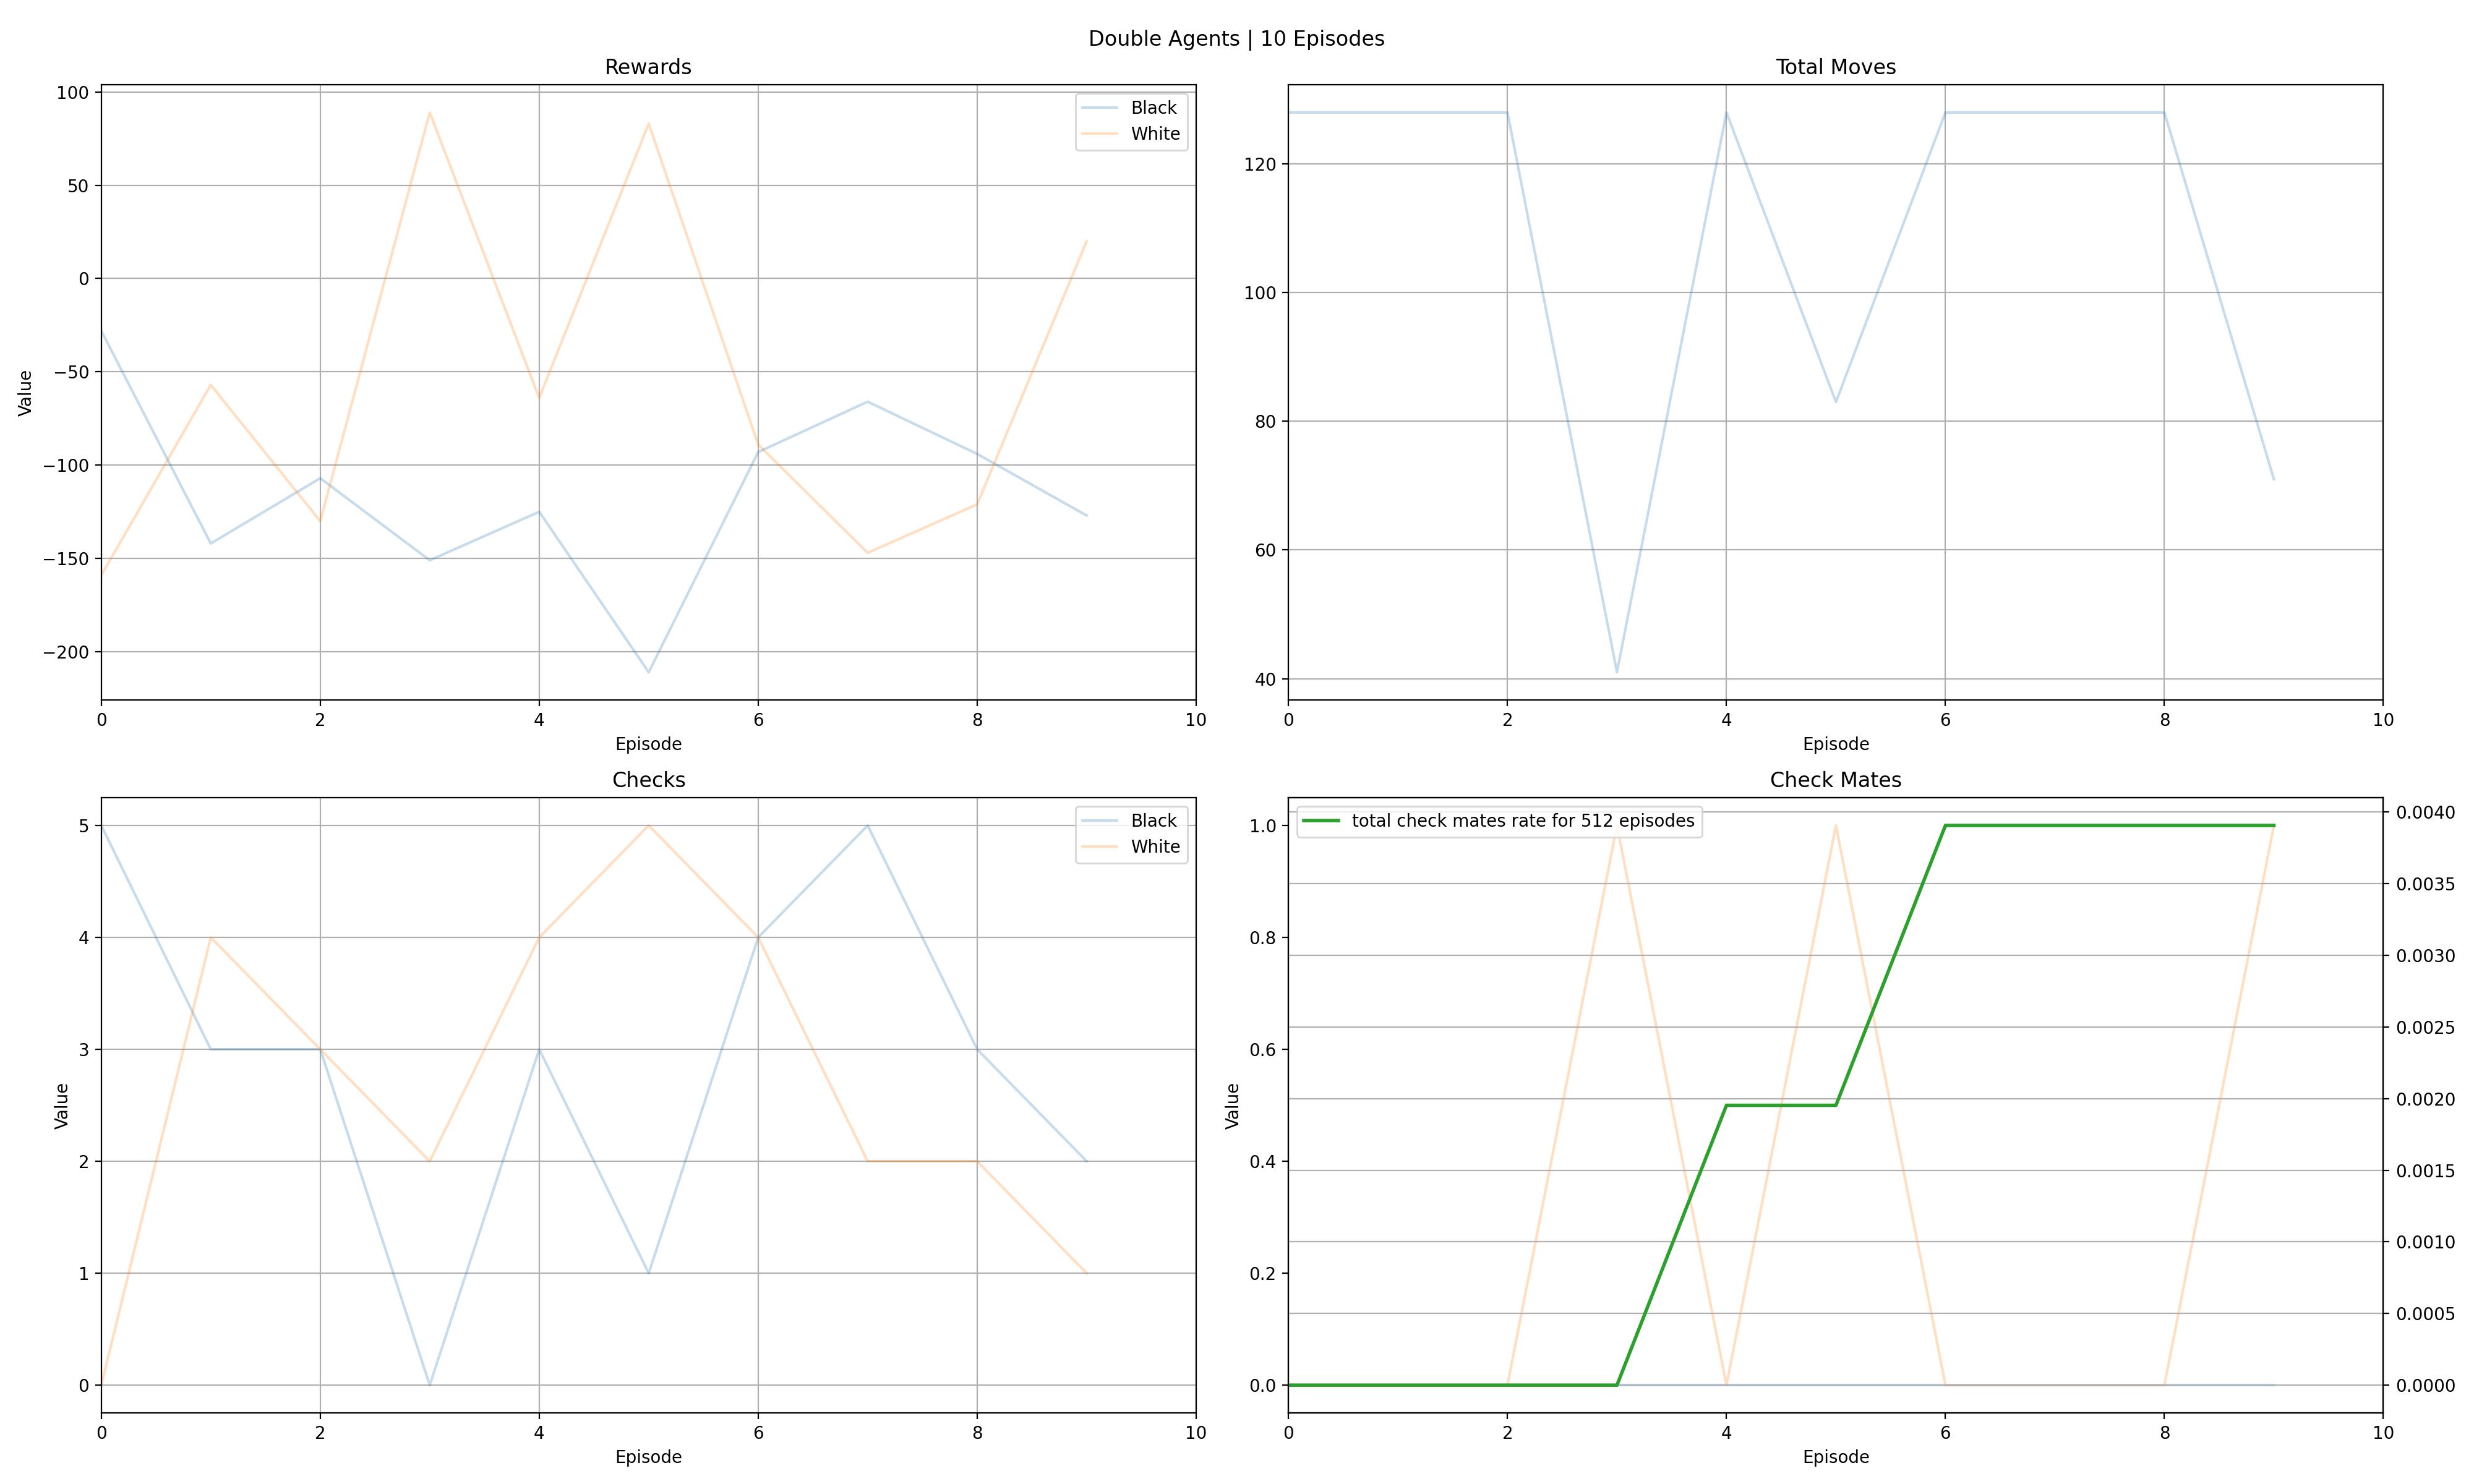 Double Agents | 10 Episodes
Rewards
100
50
0
−50
−100
−150
−200
Value
Black
White
0 2 4 6 8 10
Episode
Total Moves
120
100
80
60
40
0 2 4 6 8 10
Episode
Checks
5
4
3
2
1
0
Value
Black
White
0 2 4 6 8 10
Episode
Check Mates
total check mates rate for 512 episodes
1.0
0.8
0.6
0.4
0.2
0.0
Value
0.0040
0.0035
0.0030
0.0025
0.0020
0.0015
0.0010
0.0005
0.0000
0 2 4 6 8 10
Episode